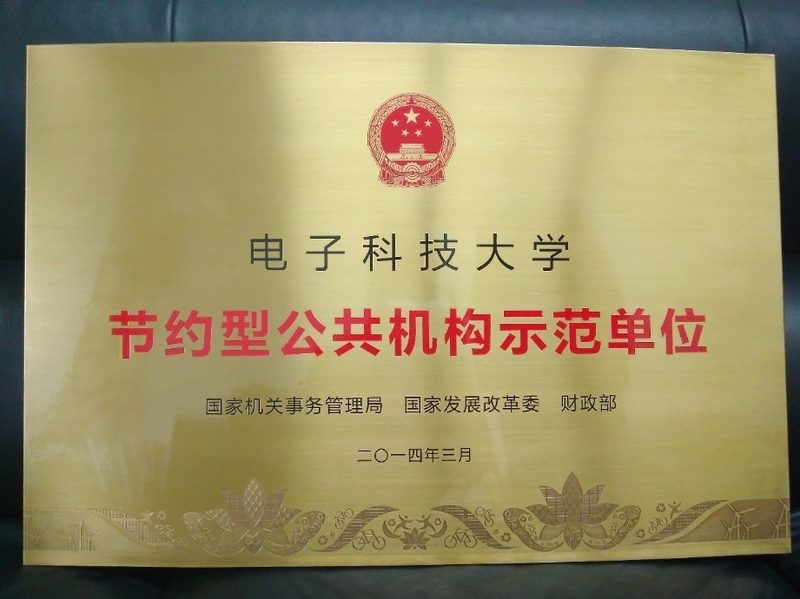 电子科技大学
节约型公共机构示范单位
国家机关事务管理局 国家发展改革委 财政部
二〇一四年三月